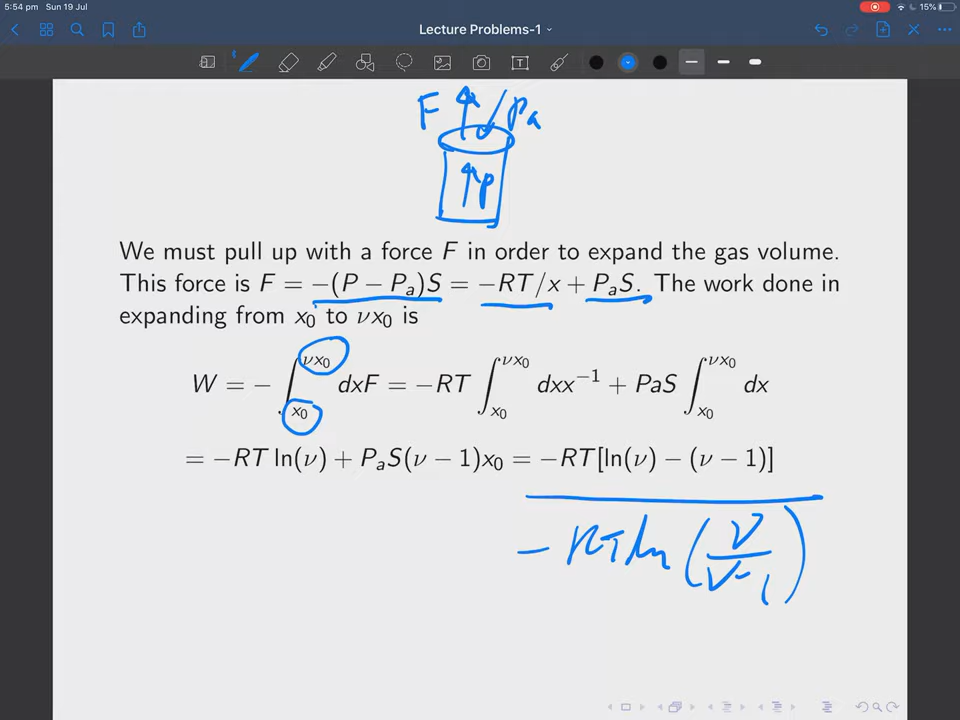 5:54 pm Sun 19 Jul
15%
Lecture Problems-1
F Pa
p
We must pull up with a force F in order to expand the gas volume.
This force is F = −(P − Pₐ)S = −RT/x + PₐS. The work done in
expanding from x₀ to νx₀ is
W = − ∫_{x₀}^{νx₀} dxF = −RT ∫_{x₀}^{νx₀} dxx⁻¹ + PaS ∫_{x₀}^{νx₀} dx
= −RT ln(ν) + PₐS(ν − 1)x₀ = −RT[ln(ν) − (ν − 1)]
− RT ln (ν/ν−1)